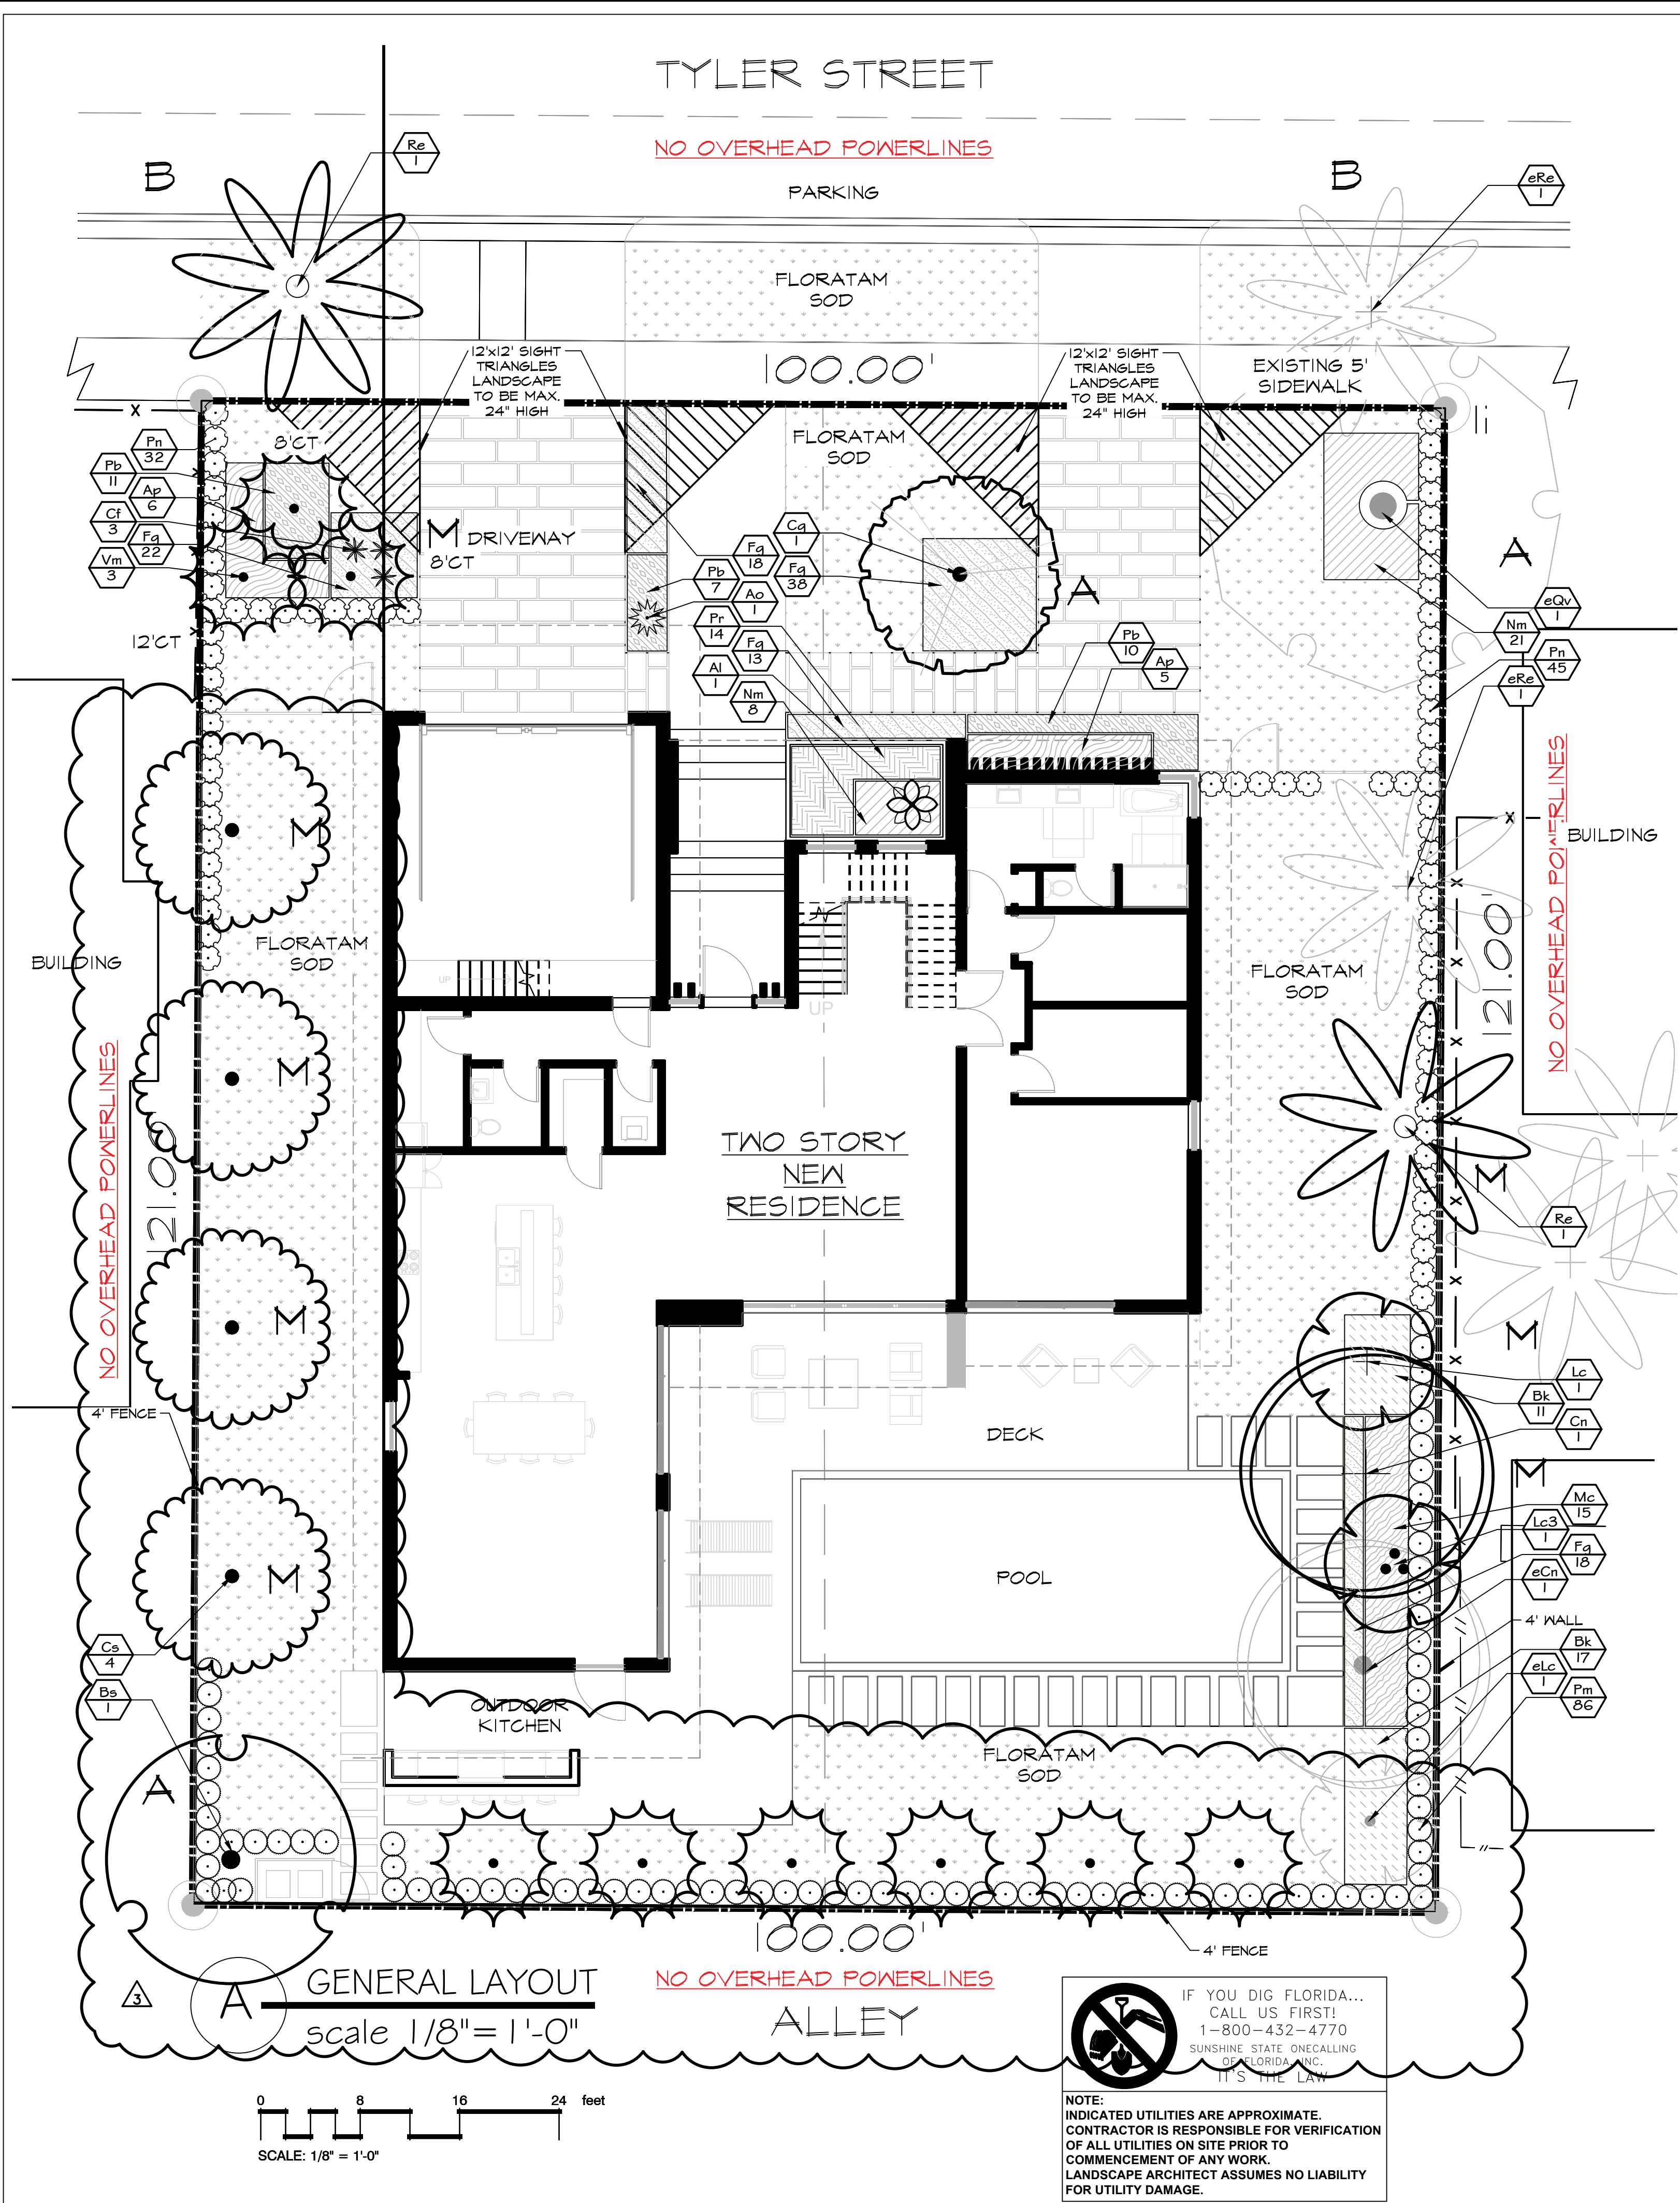 TYLER STREET
NO OVERHEAD POWERLINES
PARKING
B
B
Re
1
eRe
1
FLORATAM
SOD
12'x12' SIGHT
TRIANGLES
LANDSCAPE
TO BE MAX.
24" HIGH
100.00'
12'x12' SIGHT
TRIANGLES
LANDSCAPE
TO BE MAX.
24" HIGH
EXISTING 5'
SIDEWALK
X
8'CT
FLORATAM
SOD
Pn
32
Pb
11
Ap
6
Cf
3
Fg
22
Vm
3
M
DRIVEWAY
8'CT
12'CT
Cg
1
Fg
18
Fg
38
Pb
7
Ao
1
Pr
14
Fg
13
Al
1
Nm
8
A
Pb
10
Ap
5
A
eQv
1
Nm
21
Pn
45
eRe
1
NO OVERHEAD POWERLINES
BUILDING
121.00'
X
X
X
X
X
X
X
X
M
BUILDING
FLORATAM
SOD
UP
UP
FLORATAM
SOD
M
NO OVERHEAD POWERLINES
121.00'
TWO STORY
NEW
RESIDENCE
M
Re
1
M
M
4' FENCE
DECK
Lc
1
Bk
11
Cn
1
M
Mc
15
Lc3
1
Fg
18
eCn
1
4' WALL
Bk
17
eLc
1
Pm
86
M
POOL
Cs
4
Bs
1
OUTDOOR
KITCHEN
FLORATAM
SOD
A
100.00'
4' FENCE
3
A
GENERAL LAYOUT
scale 1/8"= 1'-0"
NO OVERHEAD POWERLINES
ALLEY
IF YOU DIG FLORIDA...
CALL US FIRST!
1-800-432-4770
SUNSHINE STATE ONECALLING
OF FLORIDA, INC.
IT'S THE LAW
NOTE:
INDICATED UTILITIES ARE APPROXIMATE.
CONTRACTOR IS RESPONSIBLE FOR VERIFICATION
OF ALL UTILITIES ON SITE PRIOR TO
COMMENCEMENT OF ANY WORK.
LANDSCAPE ARCHITECT ASSUMES NO LIABILITY
FOR UTILITY DAMAGE.
0 8 16 24 feet
SCALE: 1/8" = 1'-0"